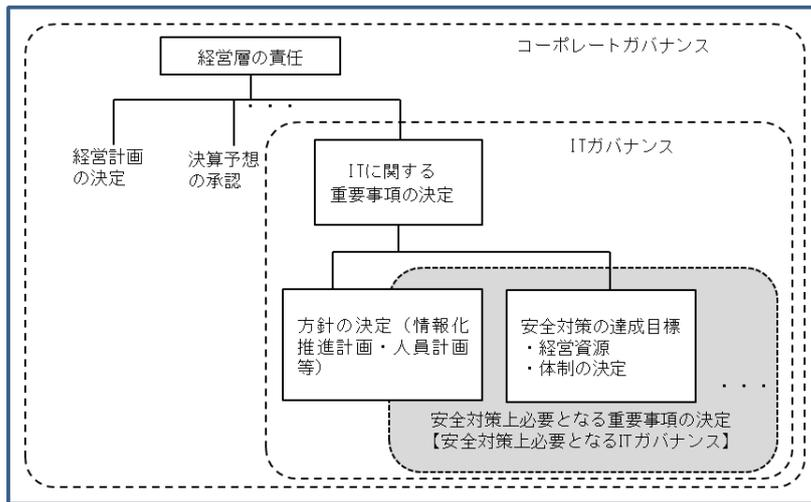 コーポレートガバナンス
経営層の責任
・・・
経営計画
の決定
決算予想
の承認
ITガバナンス
ITに関する
重要事項の決定
方針の決定（情報化
推進計画・人員計画
等）
安全対策の達成目標
・経営資源
・体制の決定
・・・
安全対策上必要となる重要事項の決定
【安全対策上必要となるITガバナンス】